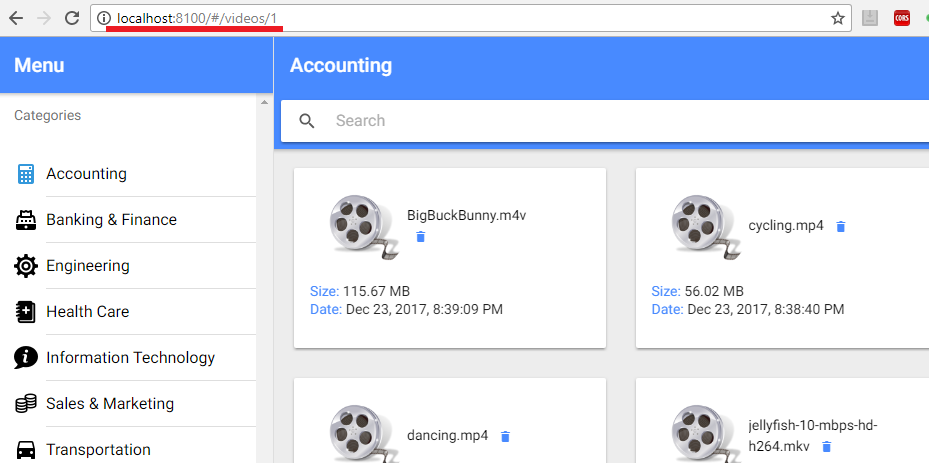 localhost:8100/#/videos/1
CORS
Menu
Accounting
Categories
Search
Accounting
Banking & Finance
Engineering
Health Care
Information Technology
Sales & Marketing
Transportation
BigBuckBunny.m4v
Size: 115.67 MB
Date: Dec 23, 2017, 8:39:09 PM
cycling.mp4
Size: 56.02 MB
Date: Dec 23, 2017, 8:38:40 PM
dancing.mp4
jellyfish-10-mbps-hd-
h264.mkv